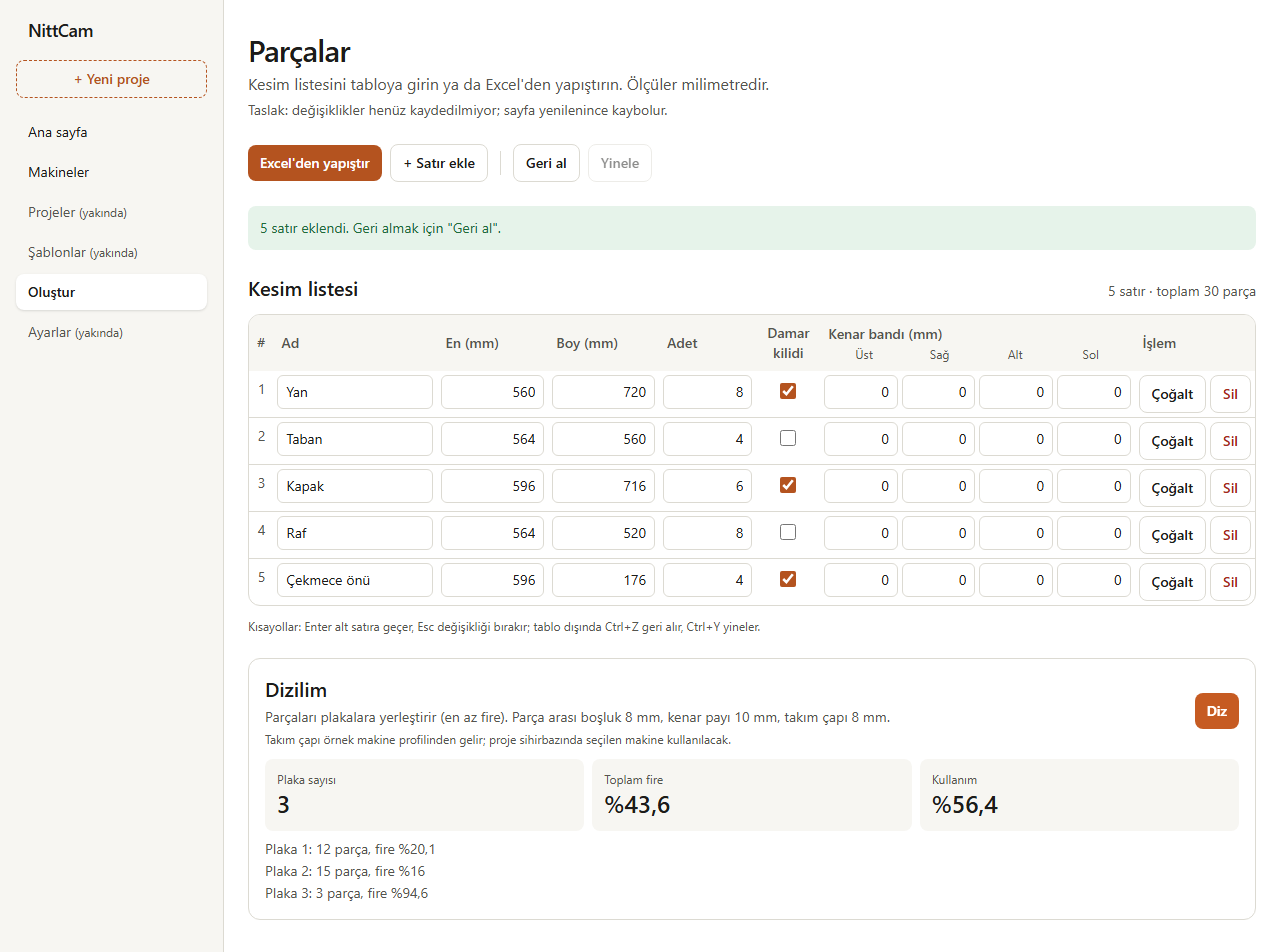 NittCam
+ Yeni proje
Ana sayfa
Makineler
Projeler (yakında)
Şablonlar (yakında)
Oluştur
Ayarlar (yakında)
Parçalar
Kesim listesini tabloya girin ya da Excel'den yapıştırın. Ölçüler milimetredir.
Taslak: değişiklikler henüz kaydedilmiyor; sayfa yenilenince kaybolur.
Excel'den yapıştır + Satır ekle Geri al Yinele
5 satır eklendi. Geri almak için "Geri al".
Kesim listesi 5 satır · toplam 30 parça
# Ad En (mm) Boy (mm) Adet Damar kilidi Kenar bandı (mm) İşlem
Üst Sağ Alt Sol
1 Yan 560 720 8 0 0 0 0 Çoğalt Sil
2 Taban 564 560 4 0 0 0 0 Çoğalt Sil
3 Kapak 596 716 6 0 0 0 0 Çoğalt Sil
4 Raf 564 520 8 0 0 0 0 Çoğalt Sil
5 Çekmece önü 596 176 4 0 0 0 0 Çoğalt Sil
Kısayollar: Enter alt satıra geçer, Esc değişikliği bırakır; tablo dışında Ctrl+Z geri alır, Ctrl+Y yineler.
Dizilim
Parçaları plakalara yerleştirir (en az fire). Parça arası boşluk 8 mm, kenar payı 10 mm, takım çapı 8 mm.
Diz
Takım çapı örnek makine profilinden gelir; proje sihirbazında seçilen makine kullanılacak.
Plaka sayısı Toplam fire Kullanım
3 %43,6 %56,4
Plaka 1: 12 parça, fire %20,1
Plaka 2: 15 parça, fire %16
Plaka 3: 3 parça, fire %94,6